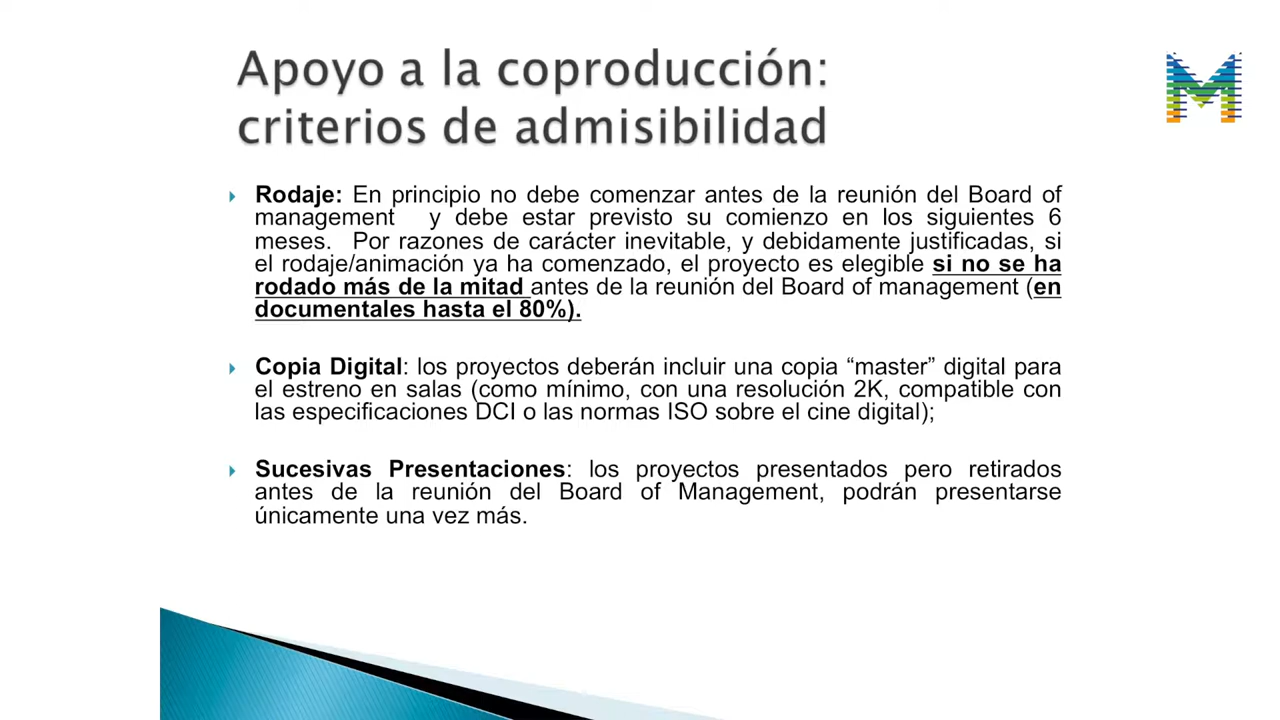 Apoyo a la coproducción:
criterios de admisibilidad
Rodaje: En principio no debe comenzar antes de la reunión del Board of
management y debe estar previsto su comienzo en los siguientes 6
meses. Por razones de carácter inevitable, y debidamente justificadas, si
el rodaje/animación ya ha comenzado, el proyecto es elegible si no se ha
rodado más de la mitad antes de la reunión del Board of management (en
documentales hasta el 80%).
Copia Digital: los proyectos deberán incluir una copia “master” digital para
el estreno en salas (como mínimo, con una resolución 2K, compatible con
las especificaciones DCI o las normas ISO sobre el cine digital);
Sucesivas Presentaciones: los proyectos presentados pero retirados
antes de la reunión del Board of Management, podrán presentarse
únicamente una vez más.
M